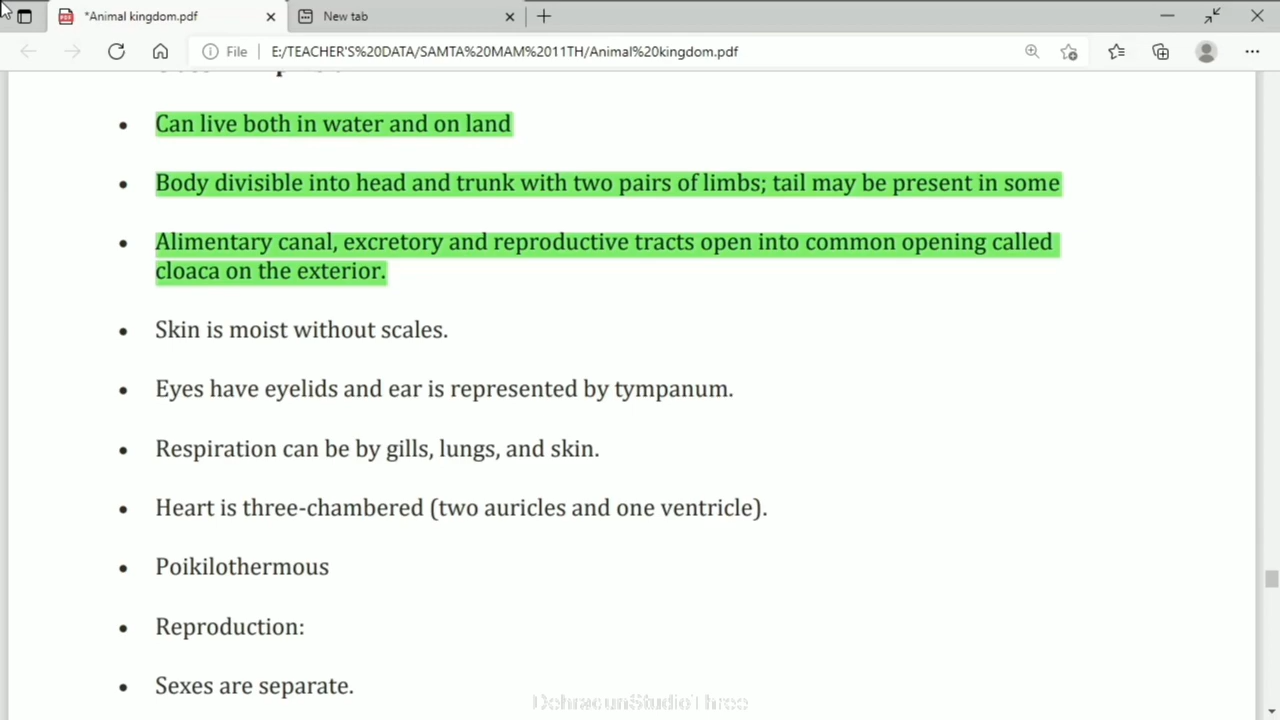 *Animal kingdom.pdf
New tab
File
E:/TEACHER'S%20DATA/SAMTA%20MAM%2011TH/Animal%20kingdom.pdf
• Can live both in water and on land
• Body divisible into head and trunk with two pairs of limbs; tail may be present in some
• Alimentary canal, excretory and reproductive tracts open into common opening called
cloaca on the exterior.
• Skin is moist without scales.
• Eyes have eyelids and ear is represented by tympanum.
• Respiration can be by gills, lungs, and skin.
• Heart is three-chambered (two auricles and one ventricle).
• Poikilothermous
• Reproduction:
• Sexes are separate.
DehradunStudioThree